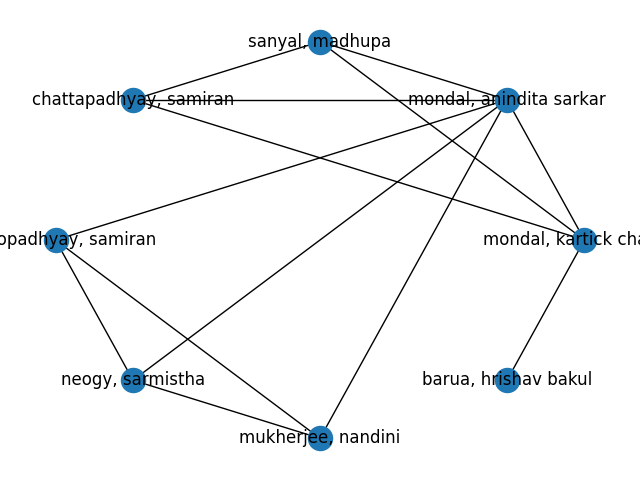 sanyal, madhupa
chattapadhyay, samiran
mondal, anindita sarkar
opadhyay, samiran
mondal, kartick cha
neogy, sarmistha
barua, hrishav bakul
mukherjee, nandini